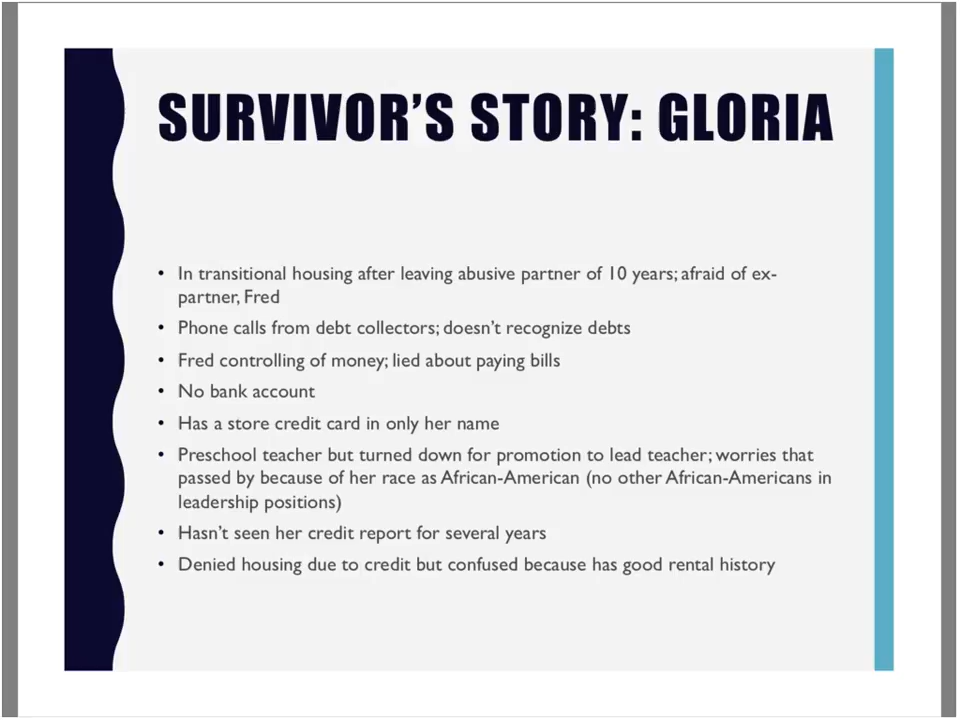 SURVIVOR'S STORY: GLORIA
• In transitional housing after leaving abusive partner of 10 years; afraid of ex-
partner, Fred
• Phone calls from debt collectors; doesn't recognize debts
• Fred controlling of money; lied about paying bills
• No bank account
• Has a store credit card in only her name
• Preschool teacher but turned down for promotion to lead teacher; worries that
passed by because of her race as African-American (no other African-Americans in
leadership positions)
• Hasn't seen her credit report for several years
• Denied housing due to credit but confused because has good rental history